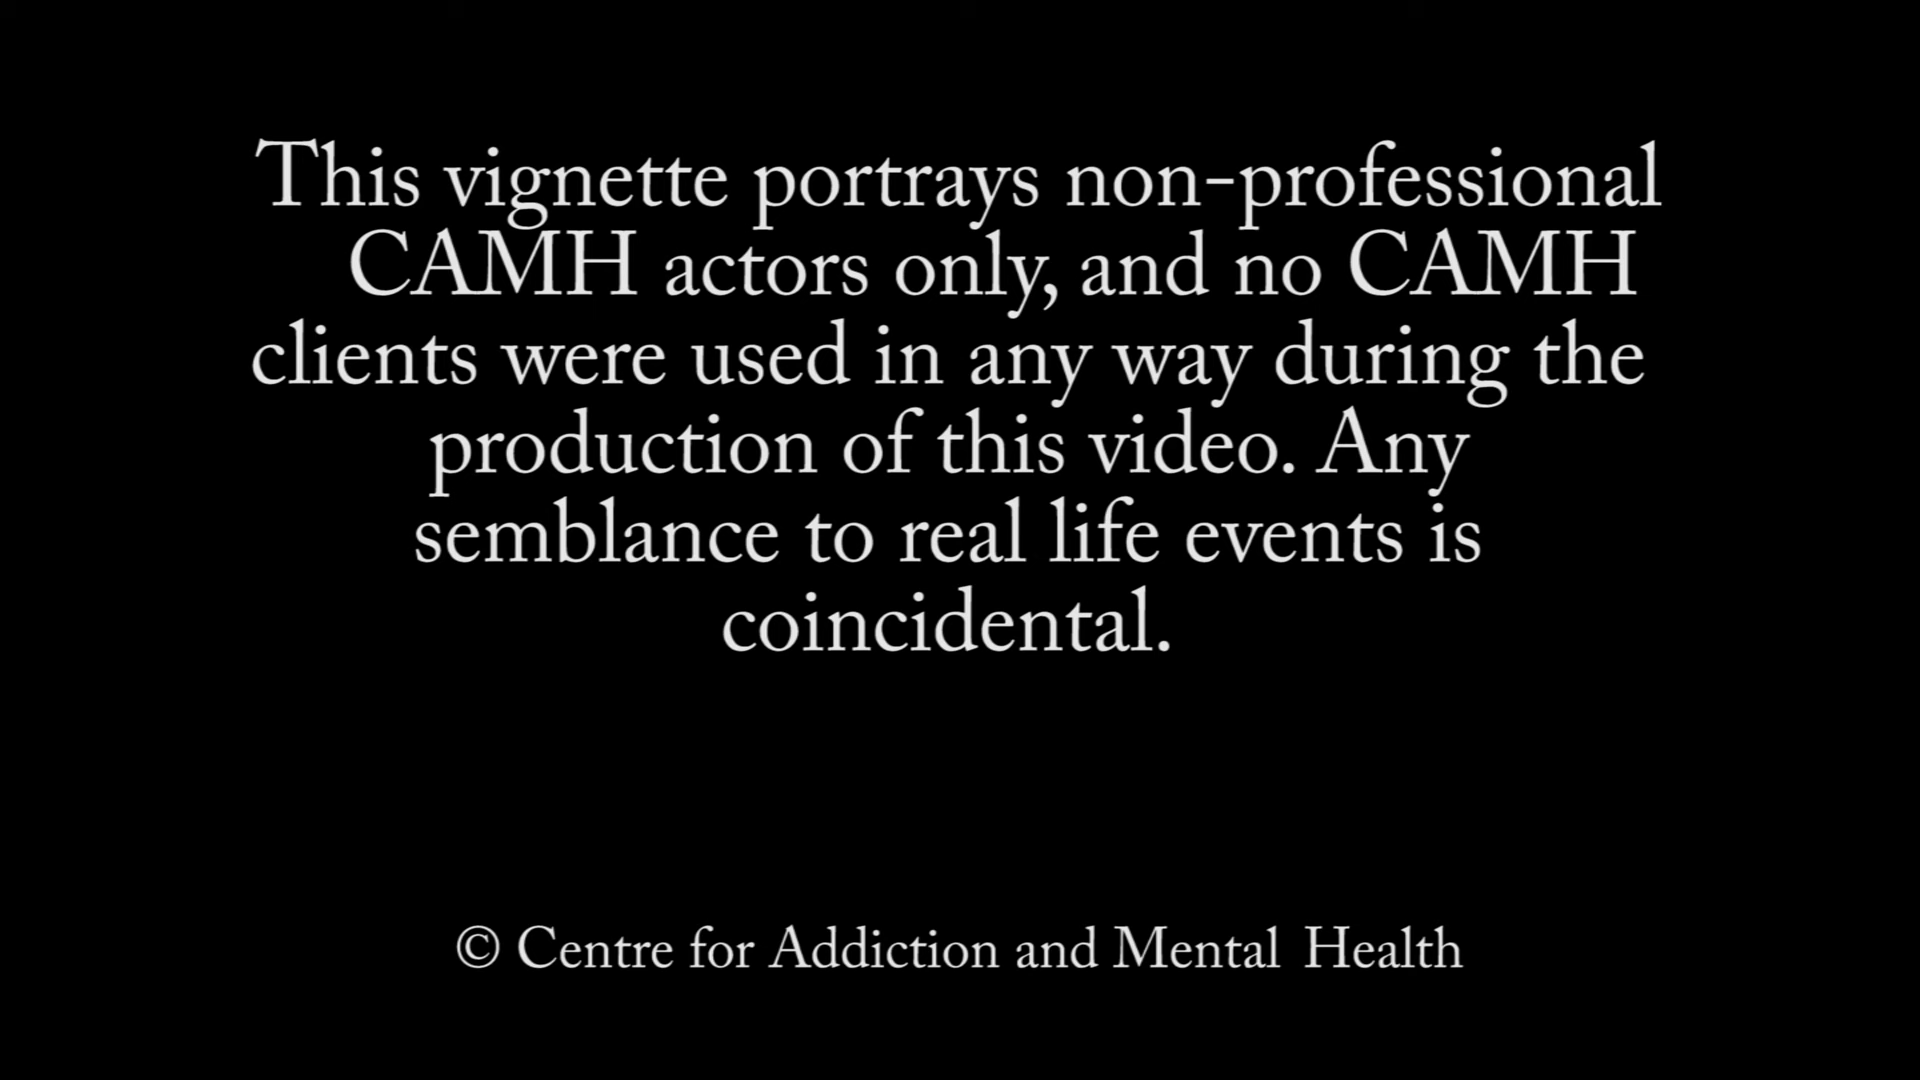 This vignette portrays non-professional
CAMH actors only, and no CAMH
clients were used in any way during the
production of this video. Any
semblance to real life events is
coincidental.
© Centre for Addiction and Mental Health